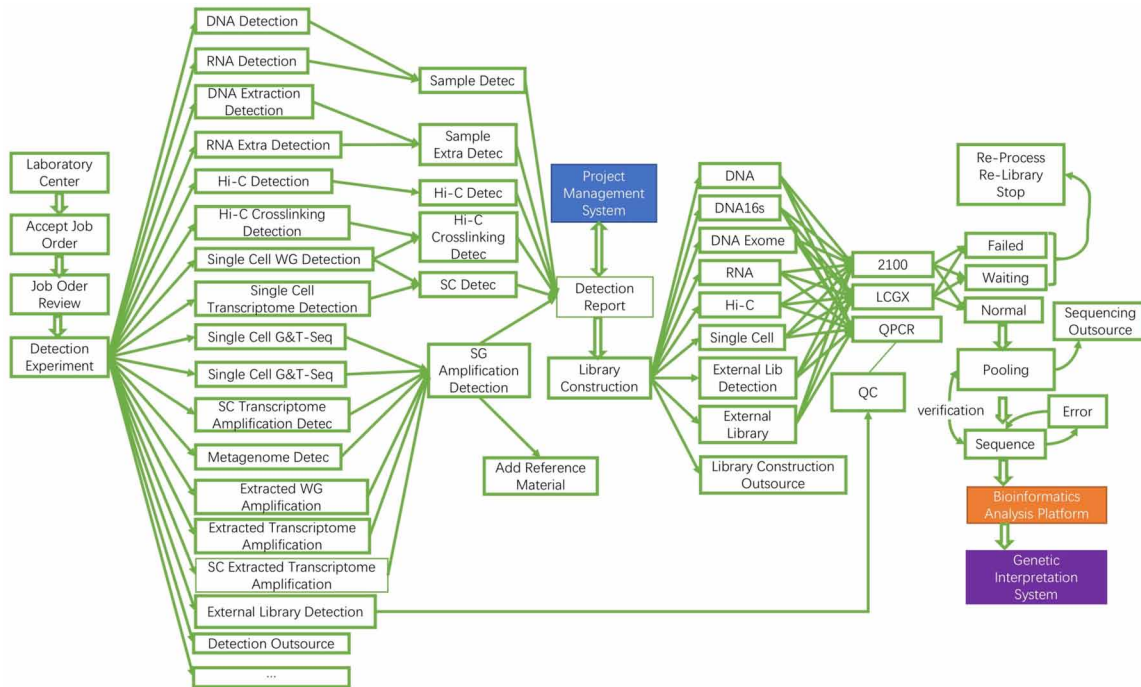 Laboratory
Center
Accept Job
Order
Job Oder
Review
Detection
Experiment
DNA Detection
RNA Detection
DNA Extraction
Detection
RNA Extra Detection
Hi-C Detection
Hi-C Crosslinking
Detection
Single Cell WG Detection
Single Cell
Transcriptome Detection
Single Cell G&T-Seq
Single Cell G&T-Seq
SC Transcriptome
Amplification Detec
Metagenome Detec
Extracted WG
Amplification
Extracted Transcriptome
Amplification
SC Extracted Transcriptome
Amplification
External Library Detection
Detection Outsource
...
Sample Detec
Sample
Extra Detec
Hi-C Detec
Hi-C
Crosslinking
Detec
SC Detec
SG
Amplification
Detection
Add Reference
Material
Project
Management
System
Detection
Report
Library
Construction
DNA
DNA16s
DNA Exome
RNA
Hi-C
Single Cell
External Lib
Detection
External
Library
Library Construction
Outsource
2100
LCGX
QPCR
QC
Re-Process
Re-Library
Stop
Failed
Waiting
Normal
Sequencing
Outsource
Pooling
verification
Error
Sequence
Bioinformatics
Analysis Platform
Genetic
Interpretation
System